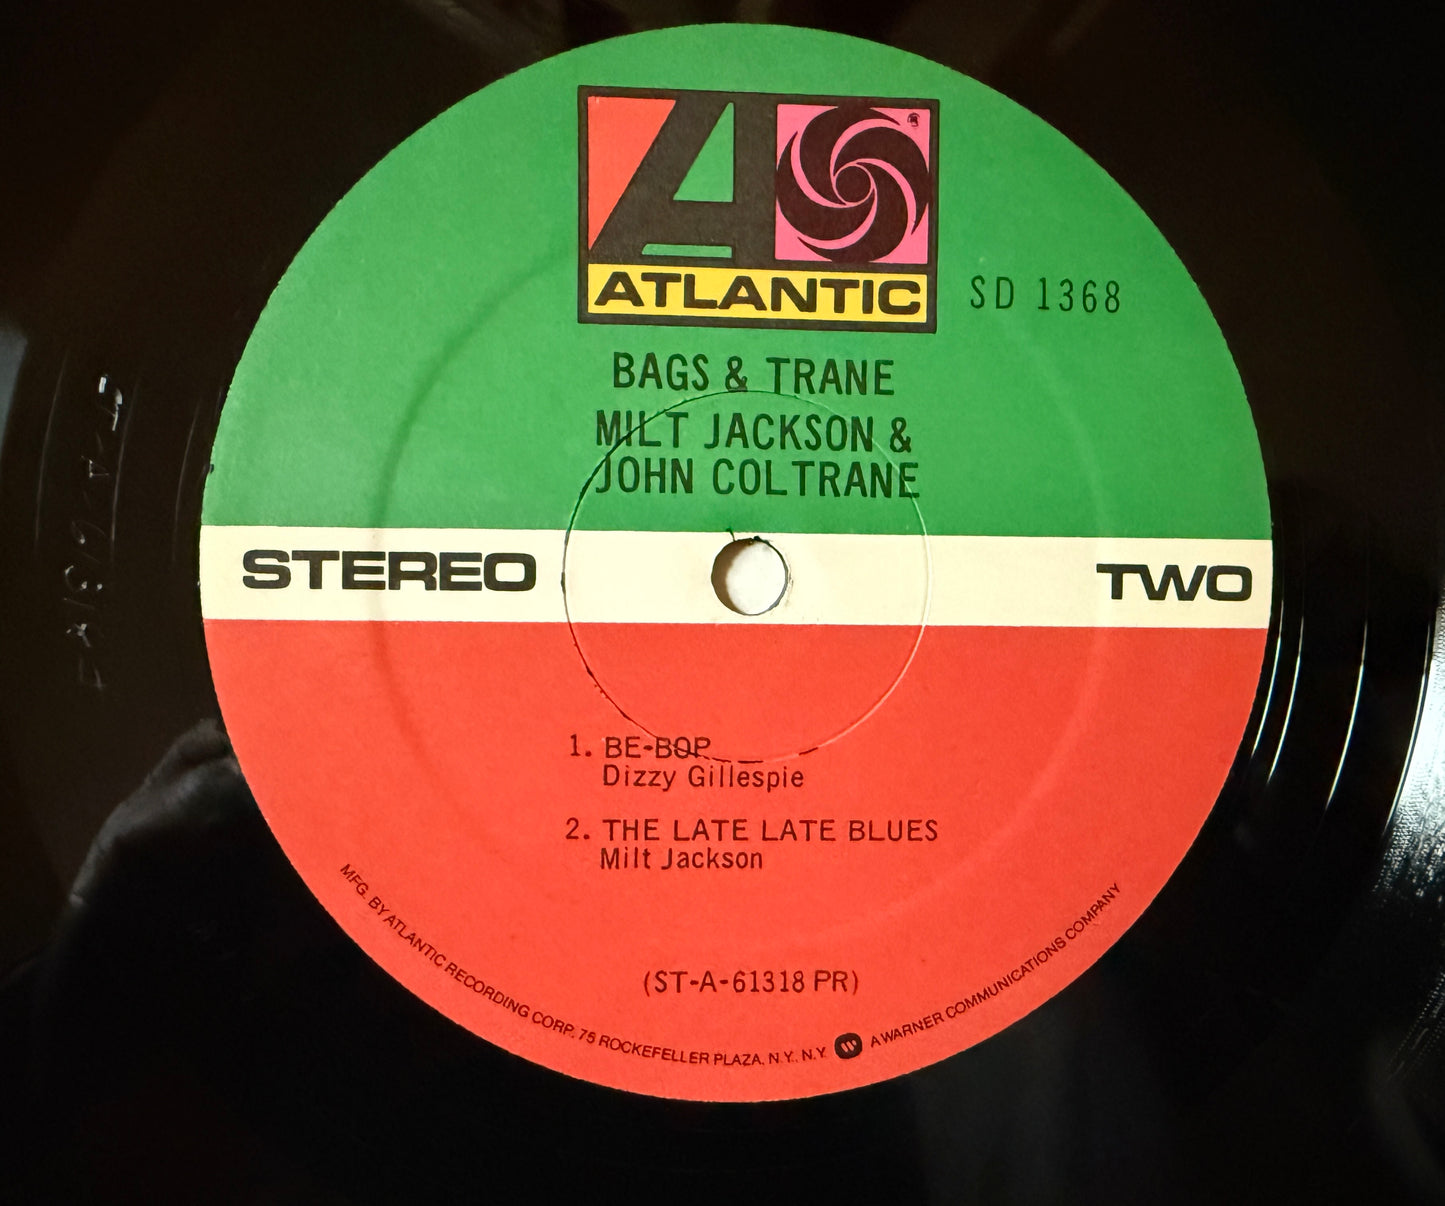 ATLANTIC
SD 1368
BAGS & TRANE
MILT JACKSON &
JOHN COLTRANE
STEREO
TWO
1. BE-BOP
Dizzy Gillespie
2. THE LATE LATE BLUES
Milt Jackson
(ST-A-61318 PR)
MFG. BY ATLANTIC RECORDING CORP. 75 ROCKEFELLER PLAZA, N.Y. N.Y. A WARNER COMMUNICATIONS COMPANY